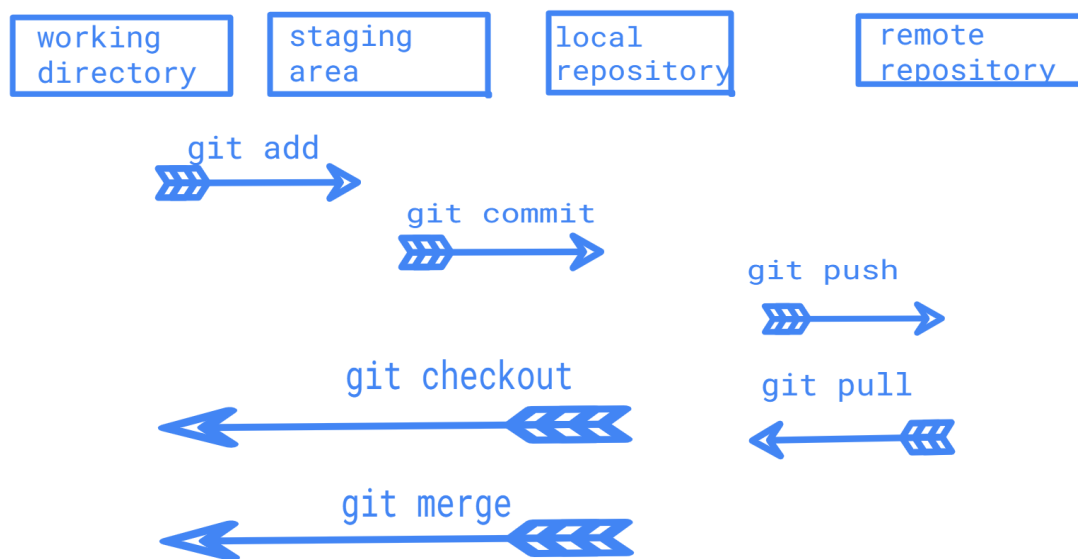 working
directory
staging
area
local
repository
remote
repository
git add
git commit
git push
git checkout
git pull
git merge